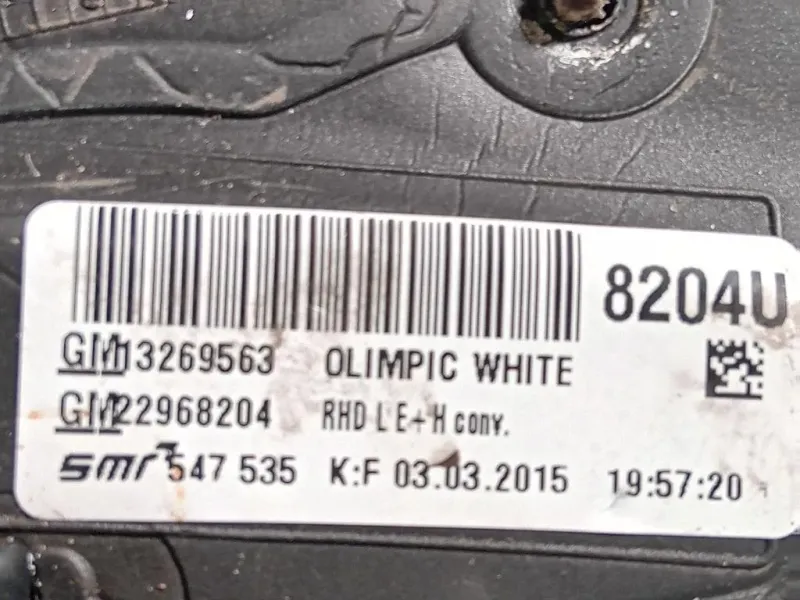 8204U
GM13269563 OLIMPIC WHITE
GM22968204 RHD L E+H conv.
smr 547 535 K:F 03.03.2015 19:57:20